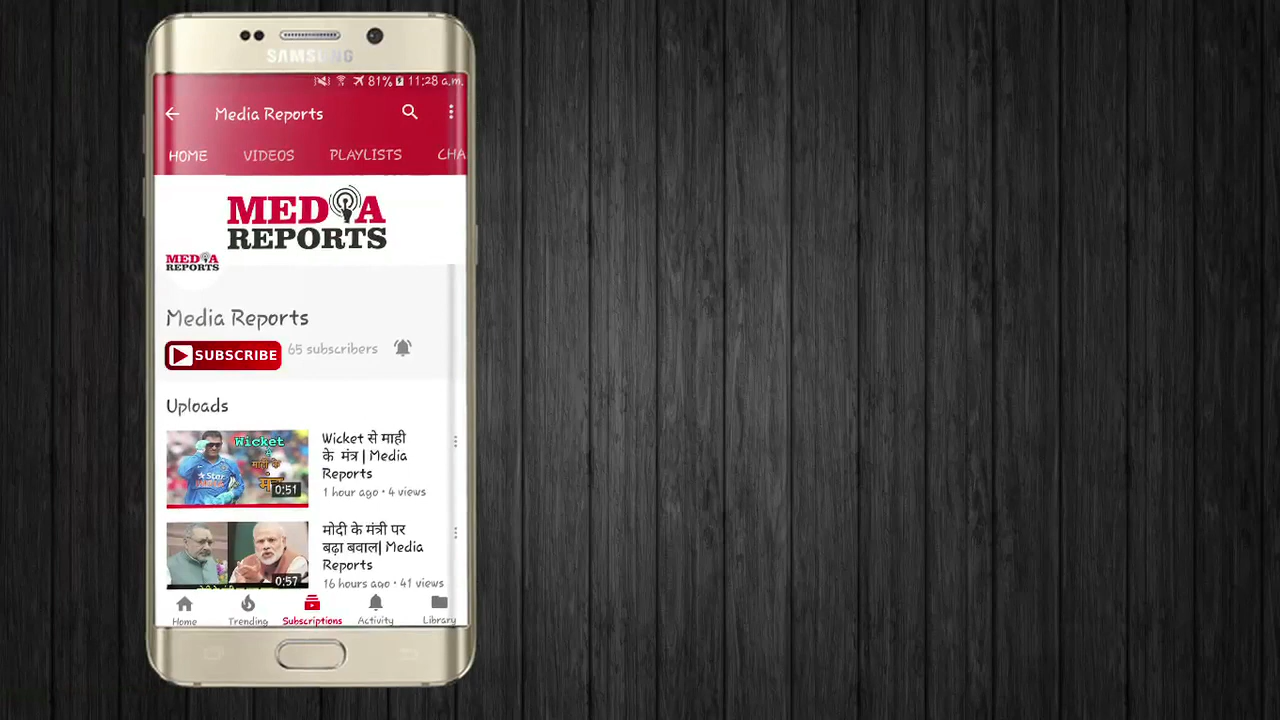 SAMSUNG
81% 11:28 a.m.
Media Reports
HOME VIDEOS PLAYLISTS CHA
MEDIA
REPORTS
MEDIA
REPORTS
Media Reports
SUBSCRIBE 65 subscribers
Uploads
Wicket
से
माही के
मंत्र
Star
0:51
Wicket से माही
के मंत्र | Media
Reports
1 hour ago • 4 views
0:57
मोदी के मंत्री पर
बढ़ा बवाल| Media
Reports
16 hours ago • 41 views
Home Trending Subscriptions Activity Library